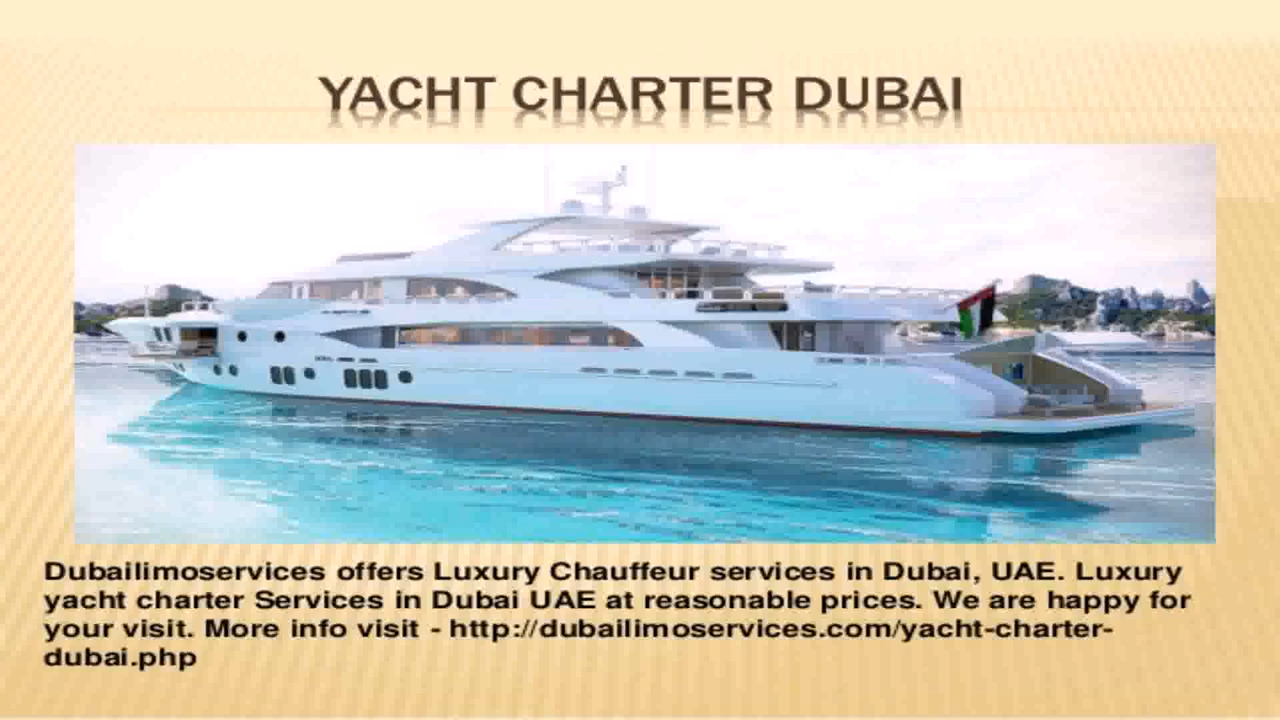 YACHT CHARTER DUBAI
Dubailimoservices offers Luxury Chauffeur services in Dubai, UAE. Luxury
yacht charter Services in Dubai UAE at reasonable prices. We are happy for
your visit. More info visit - http://dubailimoservices.com/yacht-charter-
dubai.php